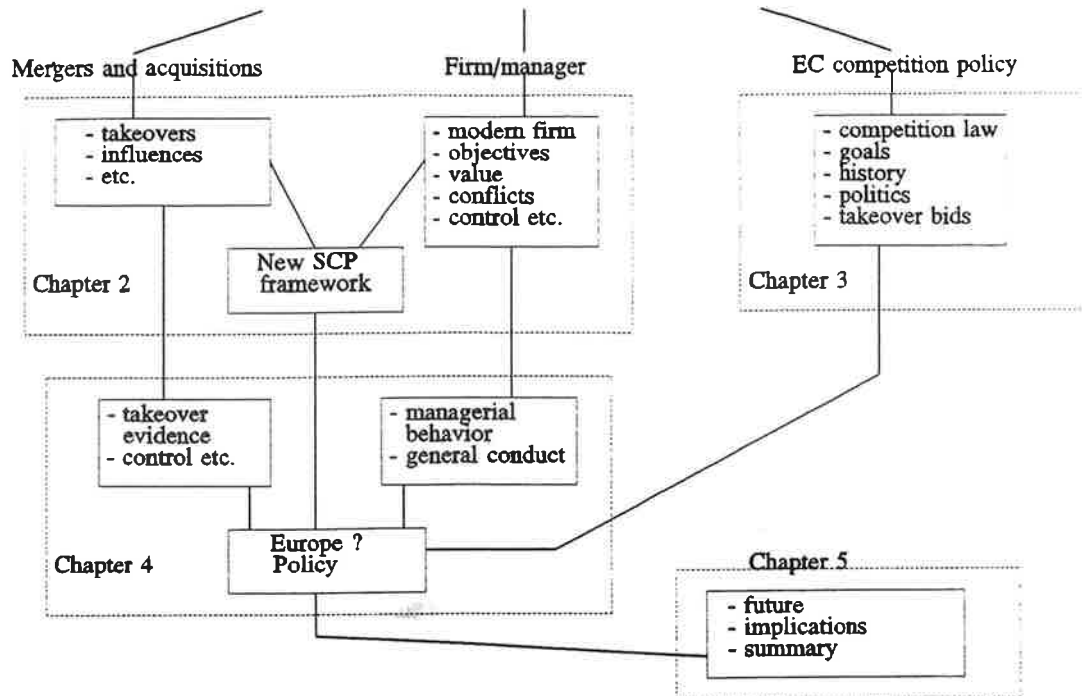 Mergers and acquisitions
Firm/manager
EC competition policy
- takeovers
- influences
- etc.
- modern firm
- objectives
- value
- conflicts
- control etc.
- competition law
- goals
- history
- politics
- takeover bids
New SCP
framework
Chapter 2
Chapter 3
- takeover
evidence
- control etc.
- managerial
behavior
- general conduct
Europe ?
Policy
Chapter 4
Chapter 5
- future
- implications
- summary